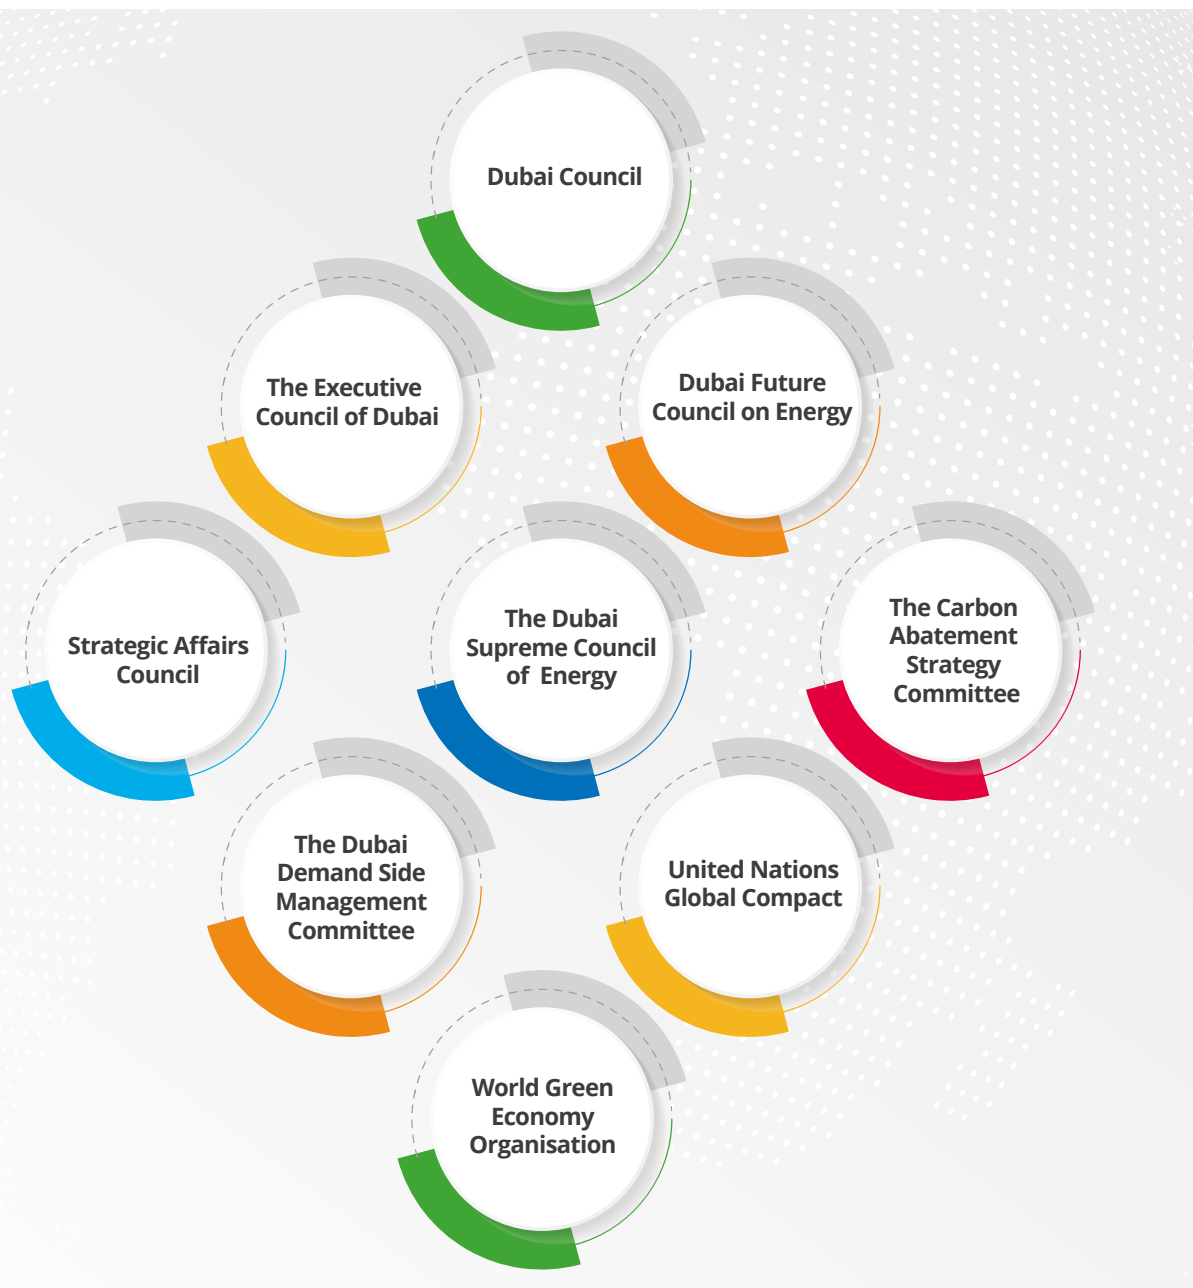 Dubai Council
The Executive
Council of Dubai
Dubai Future
Council on Energy
Strategic Affairs
Council
The Dubai
Supreme Council
of Energy
The Carbon
Abatement
Strategy
Committee
The Dubai
Demand Side
Management
Committee
United Nations
Global Compact
World Green
Economy
Organisation